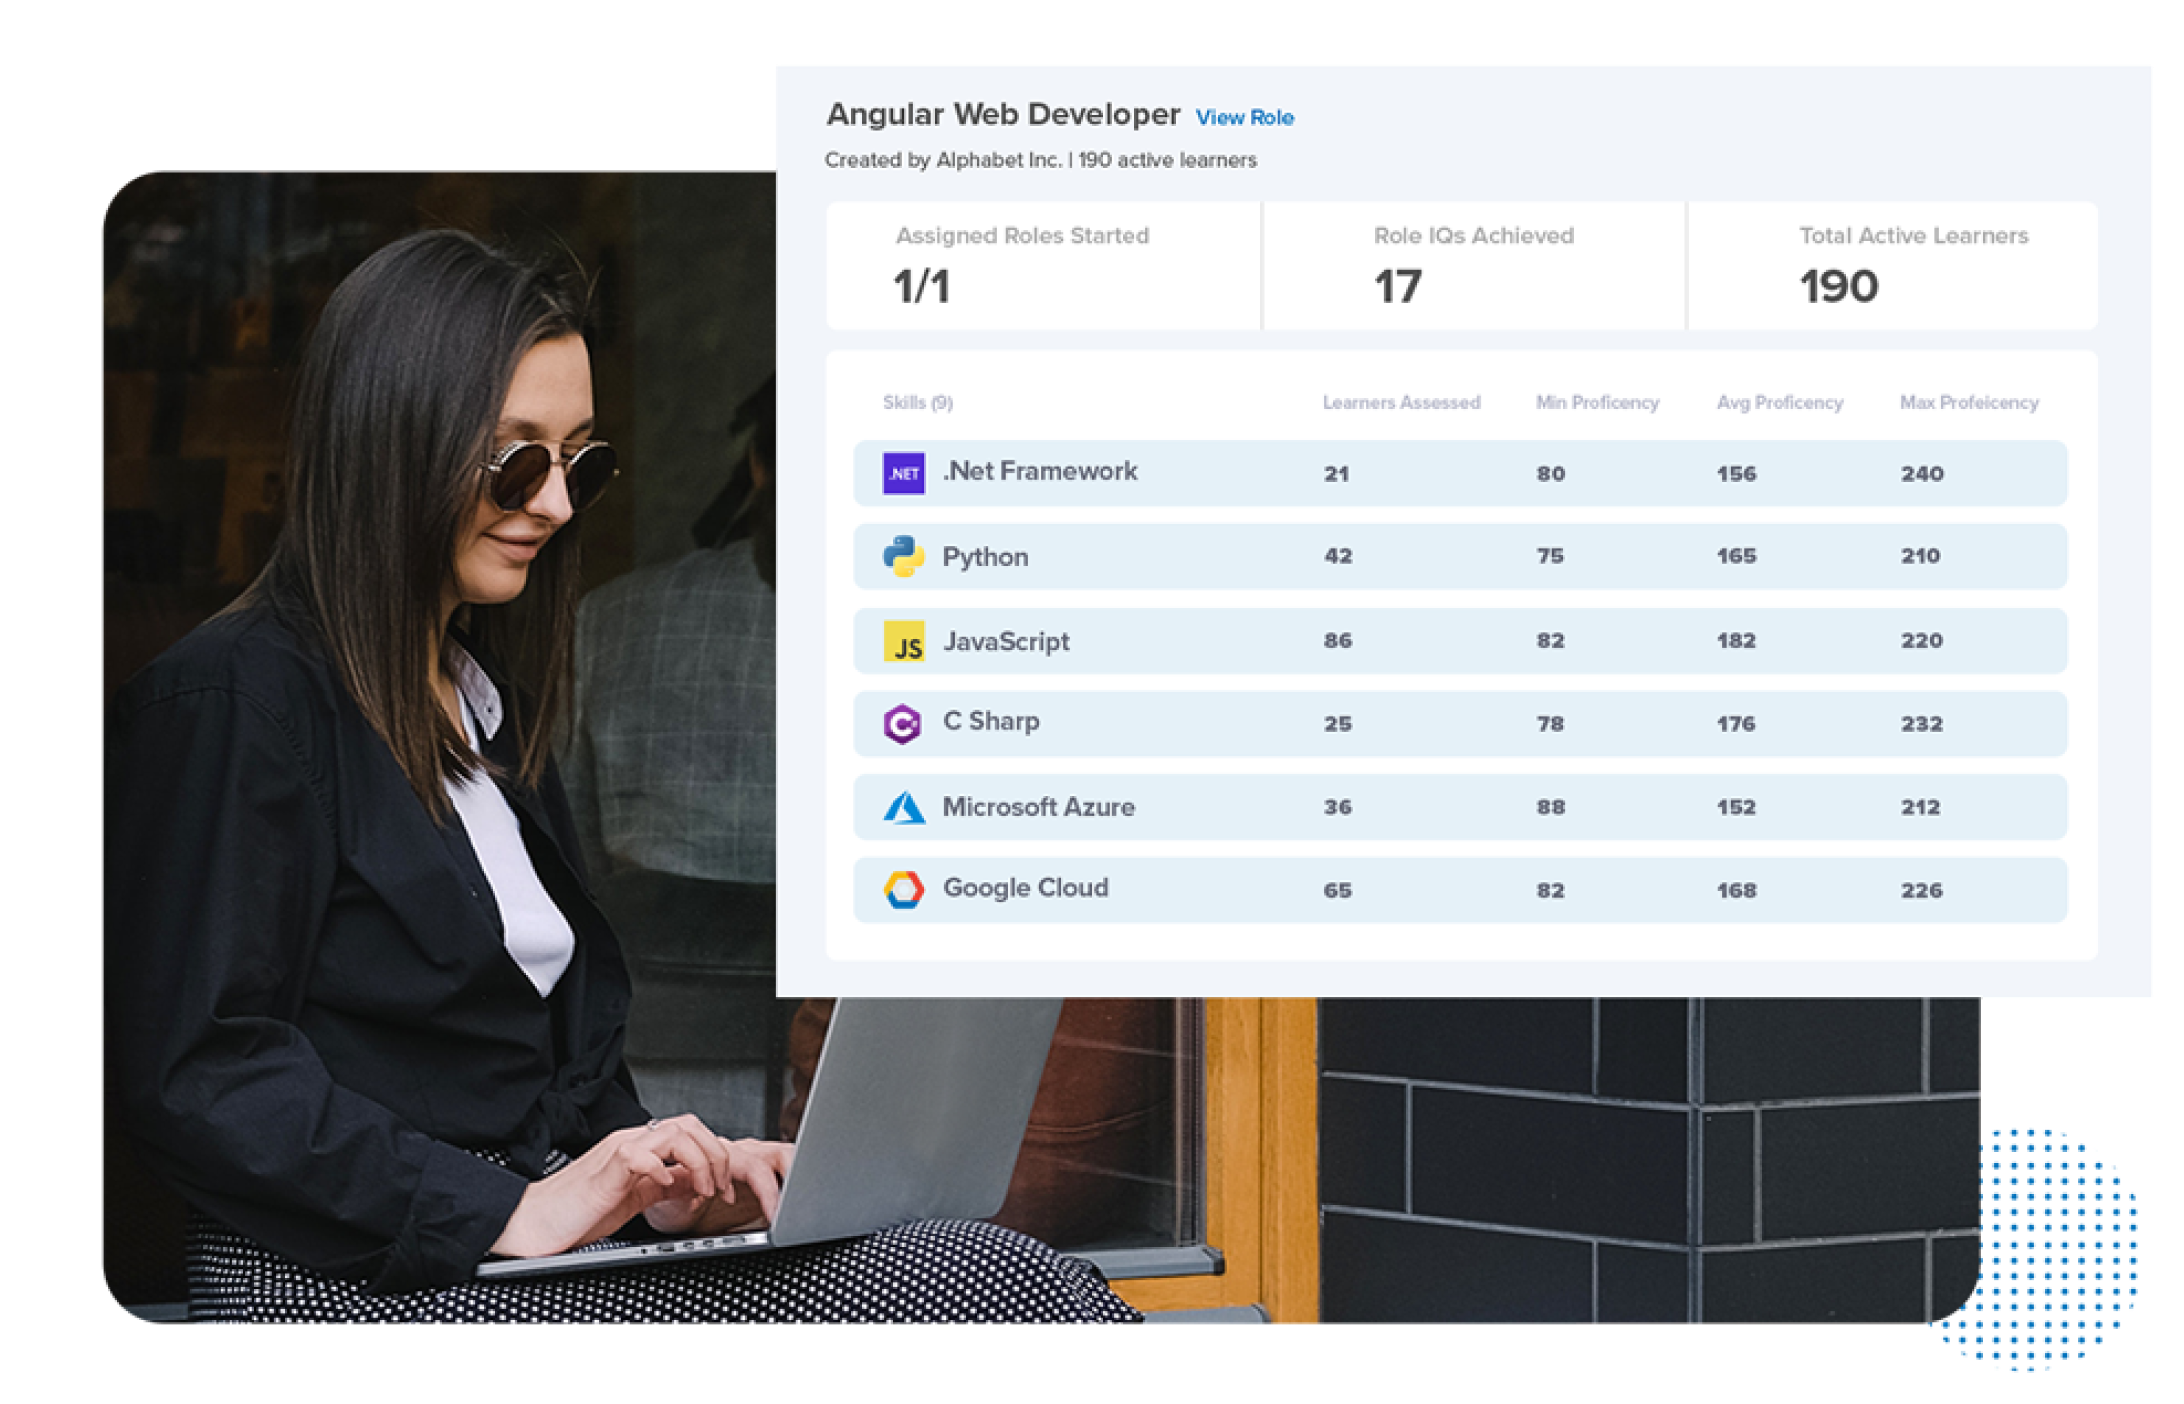 Angular Web Developer View Role
Created by Alphabet Inc. | 190 active learners
Assigned Roles Started Role IQs Achieved Total Active Learners
1/1 17 190
Skills (9) Learners Assessed Min Proficency Avg Proficency Max Profeicency
.NET .Net Framework 21 80 156 240
Python 42 75 165 210
JS JavaScript 86 82 182 220
C# C Sharp 25 78 176 232
Microsoft Azure 36 88 152 212
Google Cloud 65 82 168 226